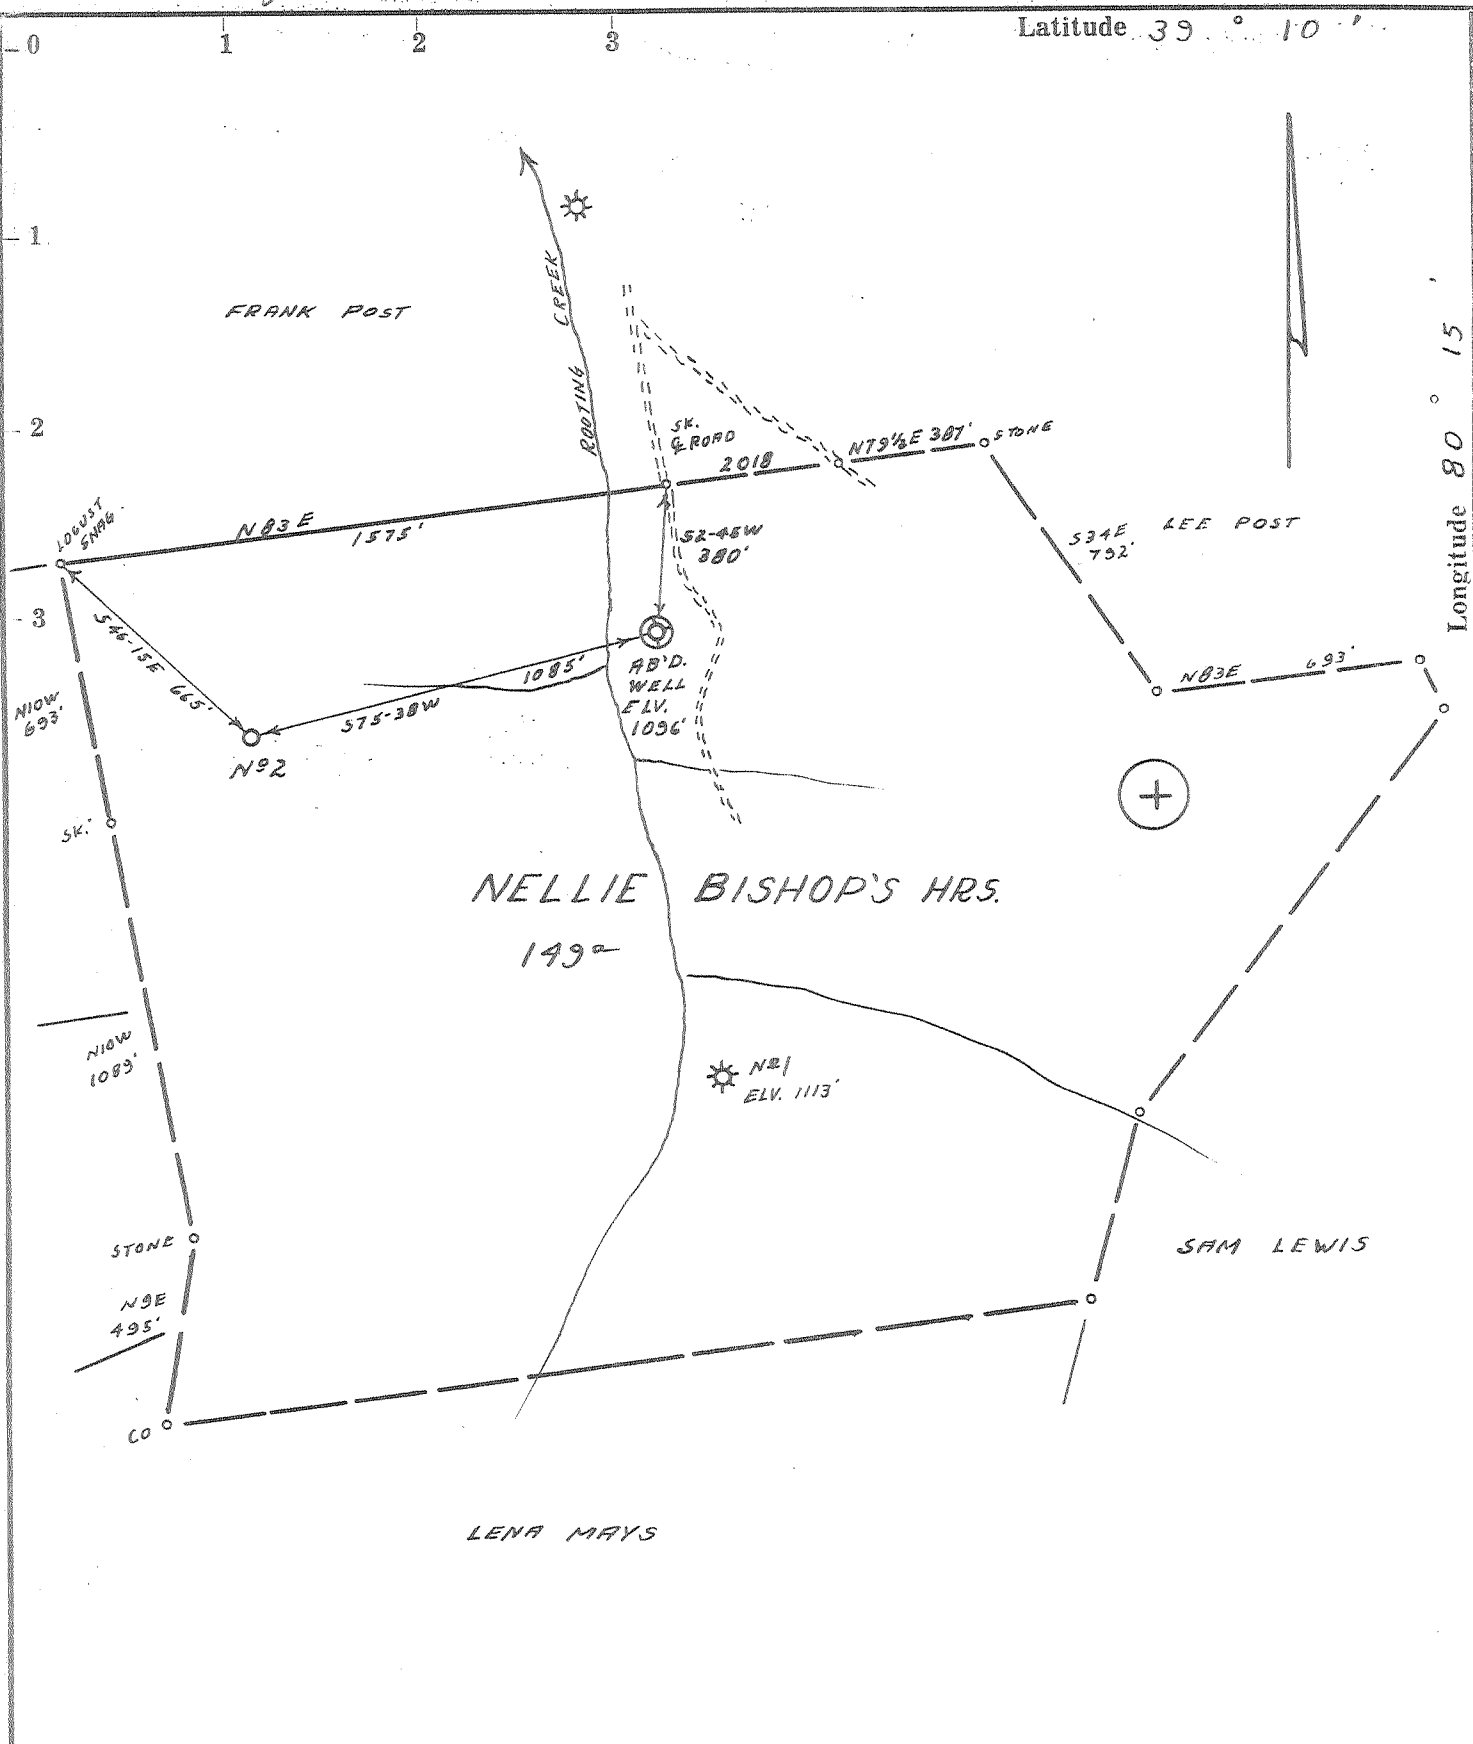 Latitude 39 ° 10 '
0 1 2 3
1
2
3
Longitude 80 ° 15 '
FRANK POST
ROOTING CREEK
SK.
℄ ROAD
2018
N79½E 387'
STONE
LOCUST
SNAG
N83E
1575'
S2-45W
380'
S34E
792'
LEE POST
S46-15E 665'
1085'
S75-38W
AB'D.
WELL
ELV.
1096'
N83E 693'
N10W
693'
Nº2
SK.
NELLIE BISHOP'S HRS.
149ª
N10W
1089'
Nº1
ELV. 1113'
STONE
SAM LEWIS
N9E
495'
CO
LENA MAYS